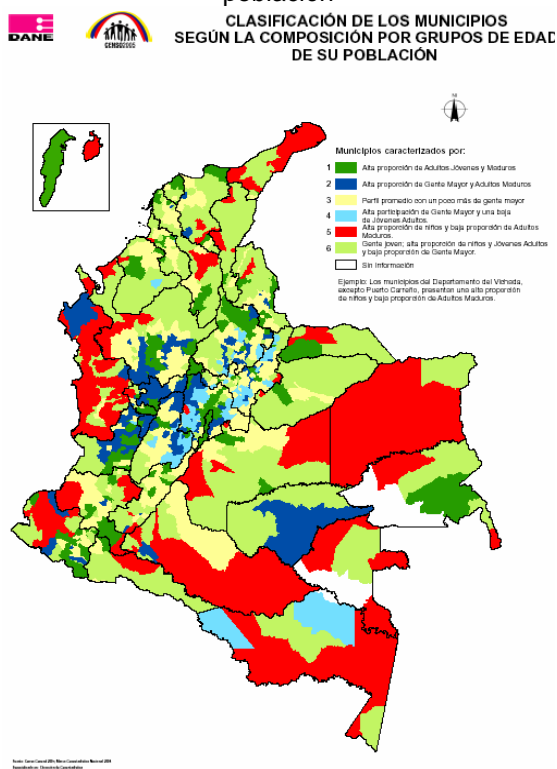 población
DANE
CENSO2005
CLASIFICACIÓN DE LOS MUNICIPIOS
SEGÚN LA COMPOSICIÓN POR GRUPOS DE EDAD
DE SU POBLACIÓN
N
Municipios caracterizados por:
1 Alta proporción de Adultos Jóvenes y Maduros
2 Alta proporción de Gente Mayor y Adultos Maduros
3 Perfil promedio con un poco más de gente mayor
4 Alta participación de Gente Mayor y una baja
de Jóvenes Adultos.
5 Alta proporción de niños y baja proporción de Adultos
Maduros.
6 Gente joven; alta proporción de niños y Jóvenes Adultos
y baja proporción de Gente Mayor.
Sin Información
Ejemplo: Los municipios del Departamento del Vichada,
excepto Puerto Carreño, presentan una alta proporción
de niños y baja proporción de Adultos Maduros.